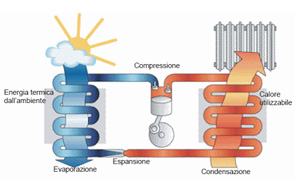 Compressione
Energia termica
dall'ambiente
Calore
utilizzabile
Espansione
Evaporazione
Condensazione